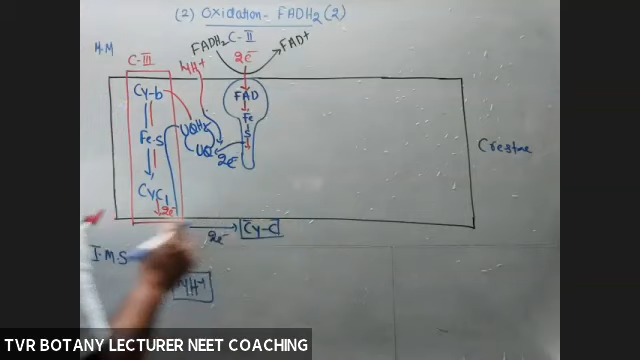 (2) Oxidation- FADH₂(2)
FADH₂ C-II
FAD+
M.M
C-III
4H+
2e⁻
Cy-b
FAD
Fe
S
UQH₂
UQ
2e⁻
Fe-S
CyC₁
2e⁻
Crestae
2e⁻
Cy-C
I.M.S
4H+
TVR BOTANY LECTURER NEET COACHING